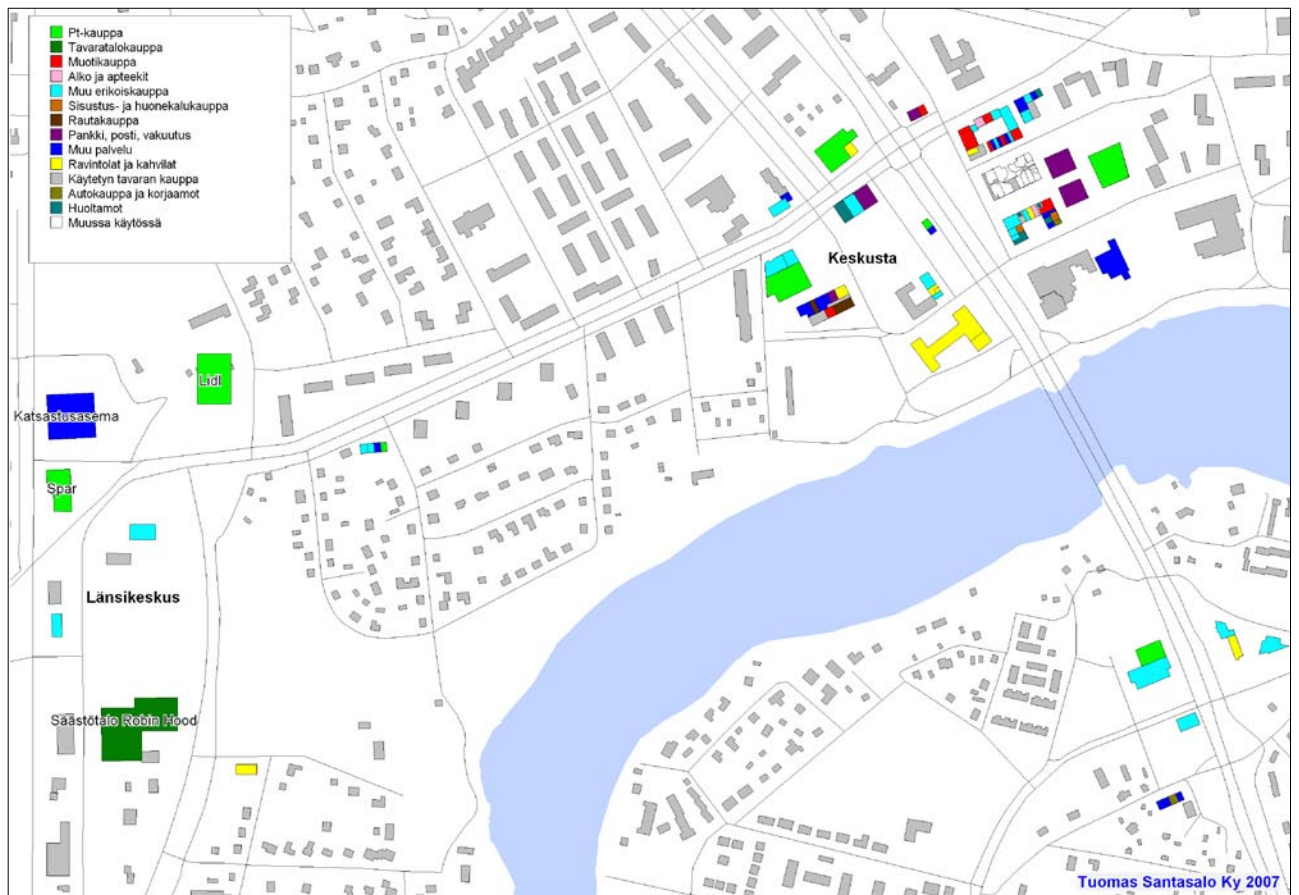 Pt-kauppa
Tavaratalokauppa
Muotikauppa
Alko ja apteekit
Muu erikoiskauppa
Sisustus- ja huonekalukauppa
Rautakauppa
Pankki, posti, vakuutus
Muu palvelu
Ravintolat ja kahvilat
Käytetyn tavaran kauppa
Autokauppa ja korjaamot
Huoltamot
Muussa käytössä
Keskusta
Lidl
Katsastusasema
Spar
Länsikeskus
Säästötalo Robin Hood
Tuomas Santasalo Ky 2007